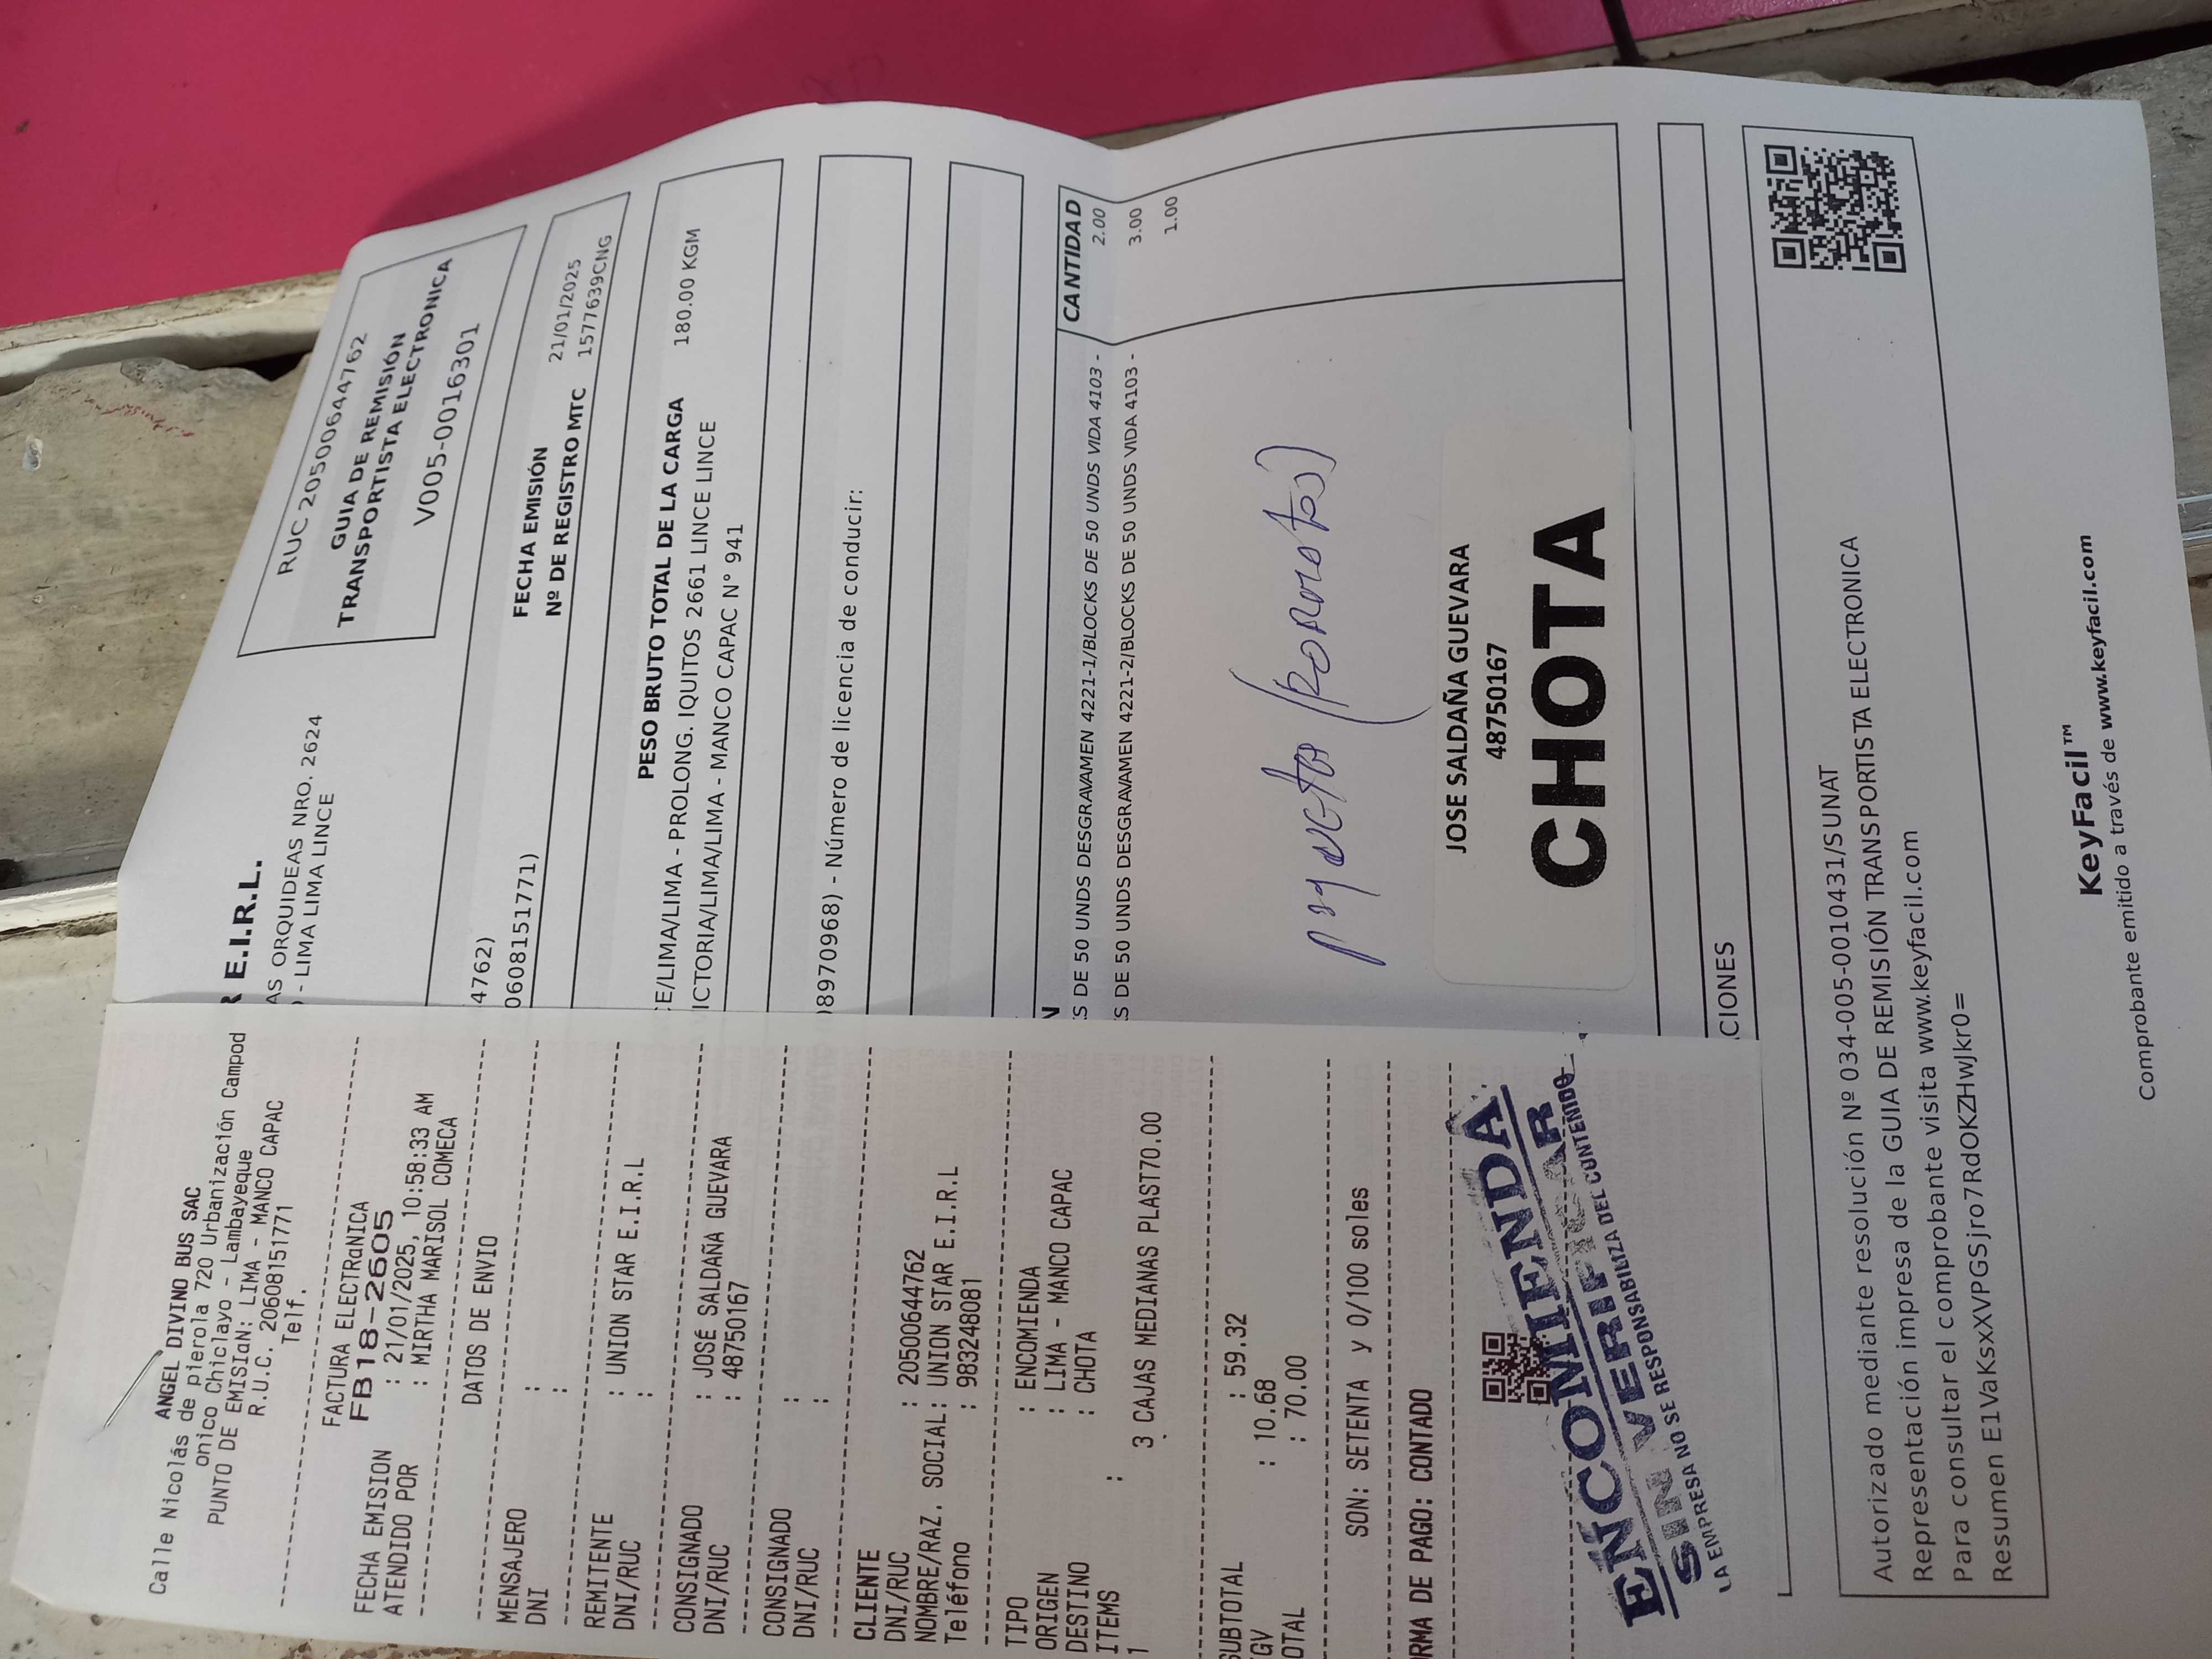 ANGEL DIVINO BUS SAC
Calle Nicolás de pierola 720 Urbanización Campod
onico Chiclayo - Lambayeque
PUNTO DE EMISIαN: LIMA - MANCO CAPAC
R.U.C. 20608151771
Telf.
FACTURA ELECTRαNICA
FB18-2605
FECHA EMISION : 21/01/2025, 10:58:33 AM
ATENDIDO POR : MIRTHA MARISOL COMECA
DATOS DE ENVIO
MENSAJERO :
DNI :
REMITENTE : UNION STAR E.I.R.L
DNI/RUC :
CONSIGNADO : JOSÉ SALDAÑA GUEVARA
DNI/RUC : 48750167
CONSIGNADO :
DNI/RUC :
CLIENTE
DNI/RUC : 20500644762
NOMBRE/RAZ. SOCIAL: UNION STAR E.I.R.L
Teléfono : 983248081
TIPO : ENCOMIENDA
ORIGEN : LIMA - MANCO CAPAC
DESTINO : CHOTA
ITEMS :
1 3 CAJAS MEDIANAS PLAST70.00
SUBTOTAL : 59.32
IGV : 10.68
OTAL : 70.00
SON: SETENTA y 0/100 soles
RMA DE PAGO: CONTADO
ENCOMIENDA
SIN VERIFICAR
LA EMPRESA NO SE RESPONSABILIZA DEL CONTENIDO
R E.I.R.L.
AS ORQUIDEAS NRO. 2624
- LIMA LIMA LINCE
RUC 20500644762
GUIA DE REMISIÓN
TRANSPORTISTA ELECTRONICA
V005-0016301
4762)
0608151771)
FECHA EMISIÓN 21/01/2025
Nº DE REGISTRO MTC 1577639CNG
PESO BRUTO TOTAL DE LA CARGA 180.00 KGM
E/LIMA/LIMA - PROLONG. IQUITOS 2661 LINCE LINCE
ICTORIA/LIMA/LIMA - MANCO CAPAC N° 941
08970968) - Número de licencia de conducir:
N CANTIDAD
S DE 50 UNDS DESGRAVAMEN 4221-1/BLOCKS DE 50 UNDS VIDA 4103 - 2.00
S DE 50 UNDS DESGRAVAMEN 4221-2/BLOCKS DE 50 UNDS VIDA 4103 - 3.00
1.00
JOSE SALDAÑA GUEVARA
48750167
CHOTA
CIONES
Autorizado mediante resolución Nº 034-005-0010431/SUNAT
Representación impresa de la GUIA DE REMISIÓN TRANSPORTISTA ELECTRONICA
Para consultar el comprobante visita www.keyfacil.com
Resumen E1VaKsxXVPGSjro7RdOKZHwJkr0=
KeyFacil™
Comprobante emitido a través de www.keyfacil.com